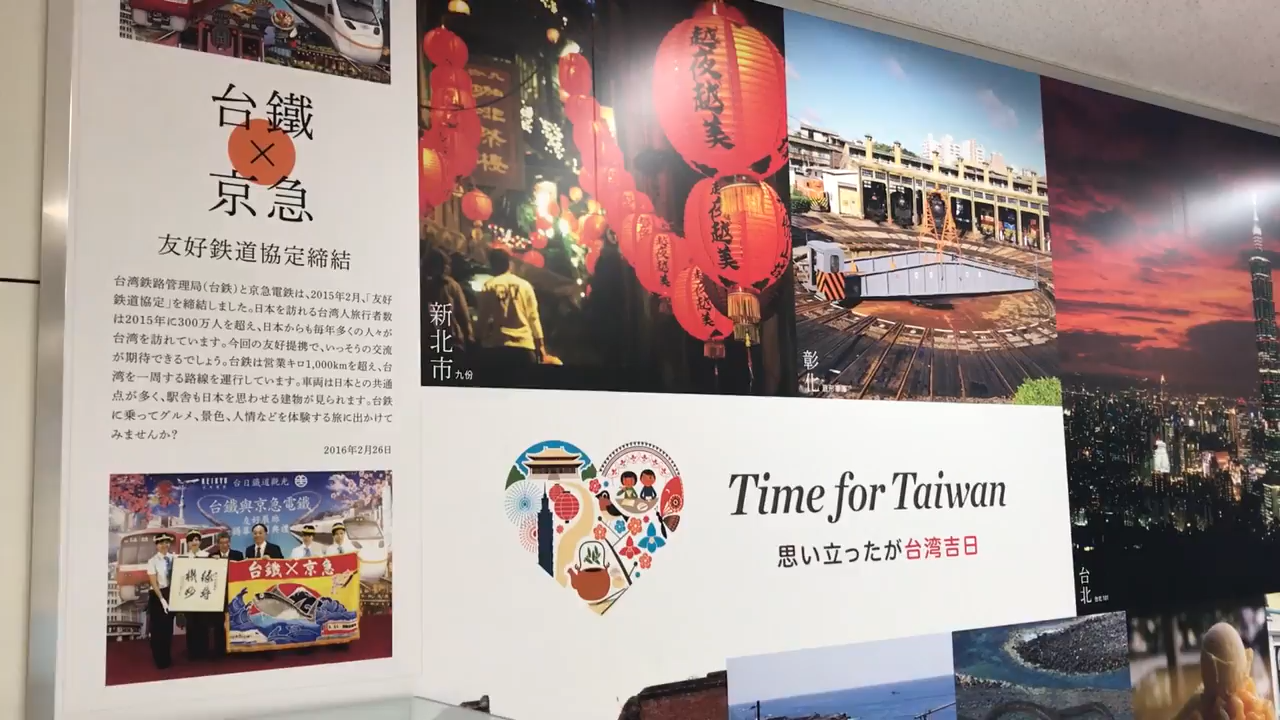 台鐵
×
京急
友好鉄道協定締結
台湾鉄路管理局(台鉄)と京急電鉄は、2015年2月、「友好
鉄道協定」を締結しました。日本を訪れる台湾人旅行者数
は2015年に300万人を超え、日本からも毎年多くの人々が
台湾を訪れています。今回の友好提携で、いっそうの交流
が期待できるでしょう。台鉄は営業キロ1,000kmを超え、台
湾を一周する路線を運行しています。車両は日本との共通
点が多く、駅舎も日本を思わせる建物が見られます。台鉄
に乗ってグルメ、景色、人情などを体験する旅に出かけて
みませんか?
2016年2月26日
KEIKYU
台日鐵道觀光
台鐵與京急電鐵
台鐵×京急
越夜越美
越夜越美
新北市 九份
彰化
台北 台北101
Time for Taiwan
思い立ったが台湾吉日